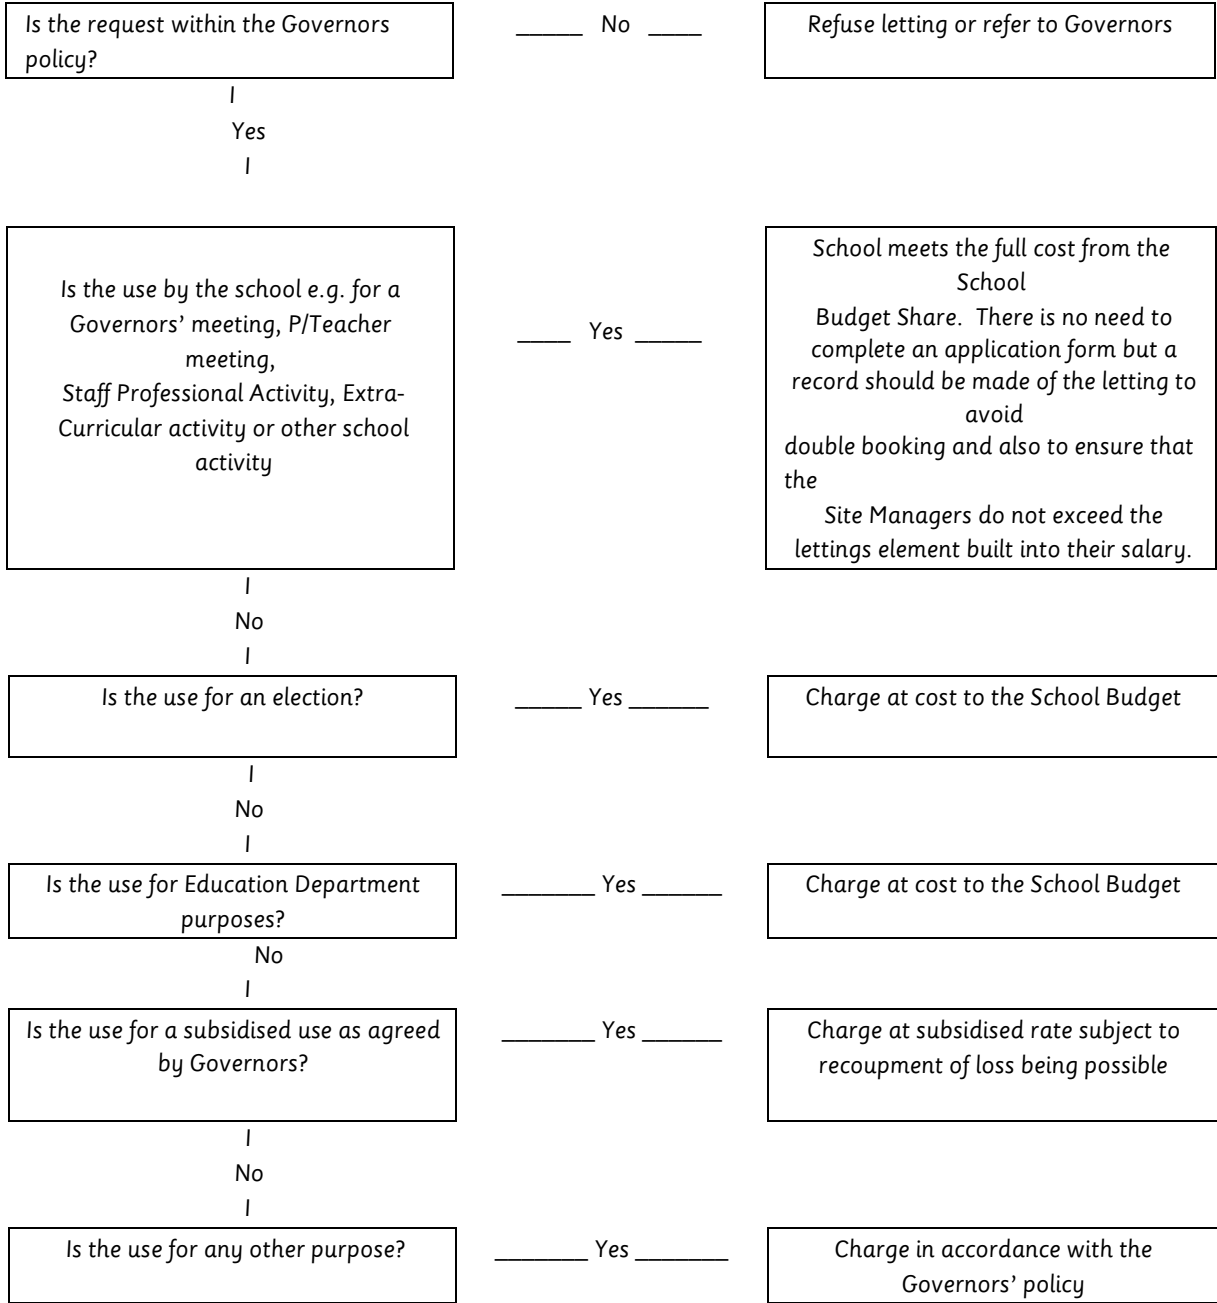 Is the request within the Governors
policy?
_____ No ____
Refuse letting or refer to Governors
I
Yes
I
Is the use by the school e.g. for a
Governors’ meeting, P/Teacher
meeting,
Staff Professional Activity, Extra-
Curricular activity or other school
activity
____ Yes _____
School meets the full cost from the
School
Budget Share. There is no need to
complete an application form but a
record should be made of the letting to
avoid
double booking and also to ensure that
the
Site Managers do not exceed the
lettings element built into their salary.
I
No
I
Is the use for an election?
_____ Yes ______
Charge at cost to the School Budget
I
No
I
Is the use for Education Department
purposes?
_______ Yes ______
Charge at cost to the School Budget
No
I
Is the use for a subsidised use as agreed
by Governors?
_______ Yes ______
Charge at subsidised rate subject to
recoupment of loss being possible
I
No
I
Is the use for any other purpose?
_______ Yes _______
Charge in accordance with the
Governors’ policy